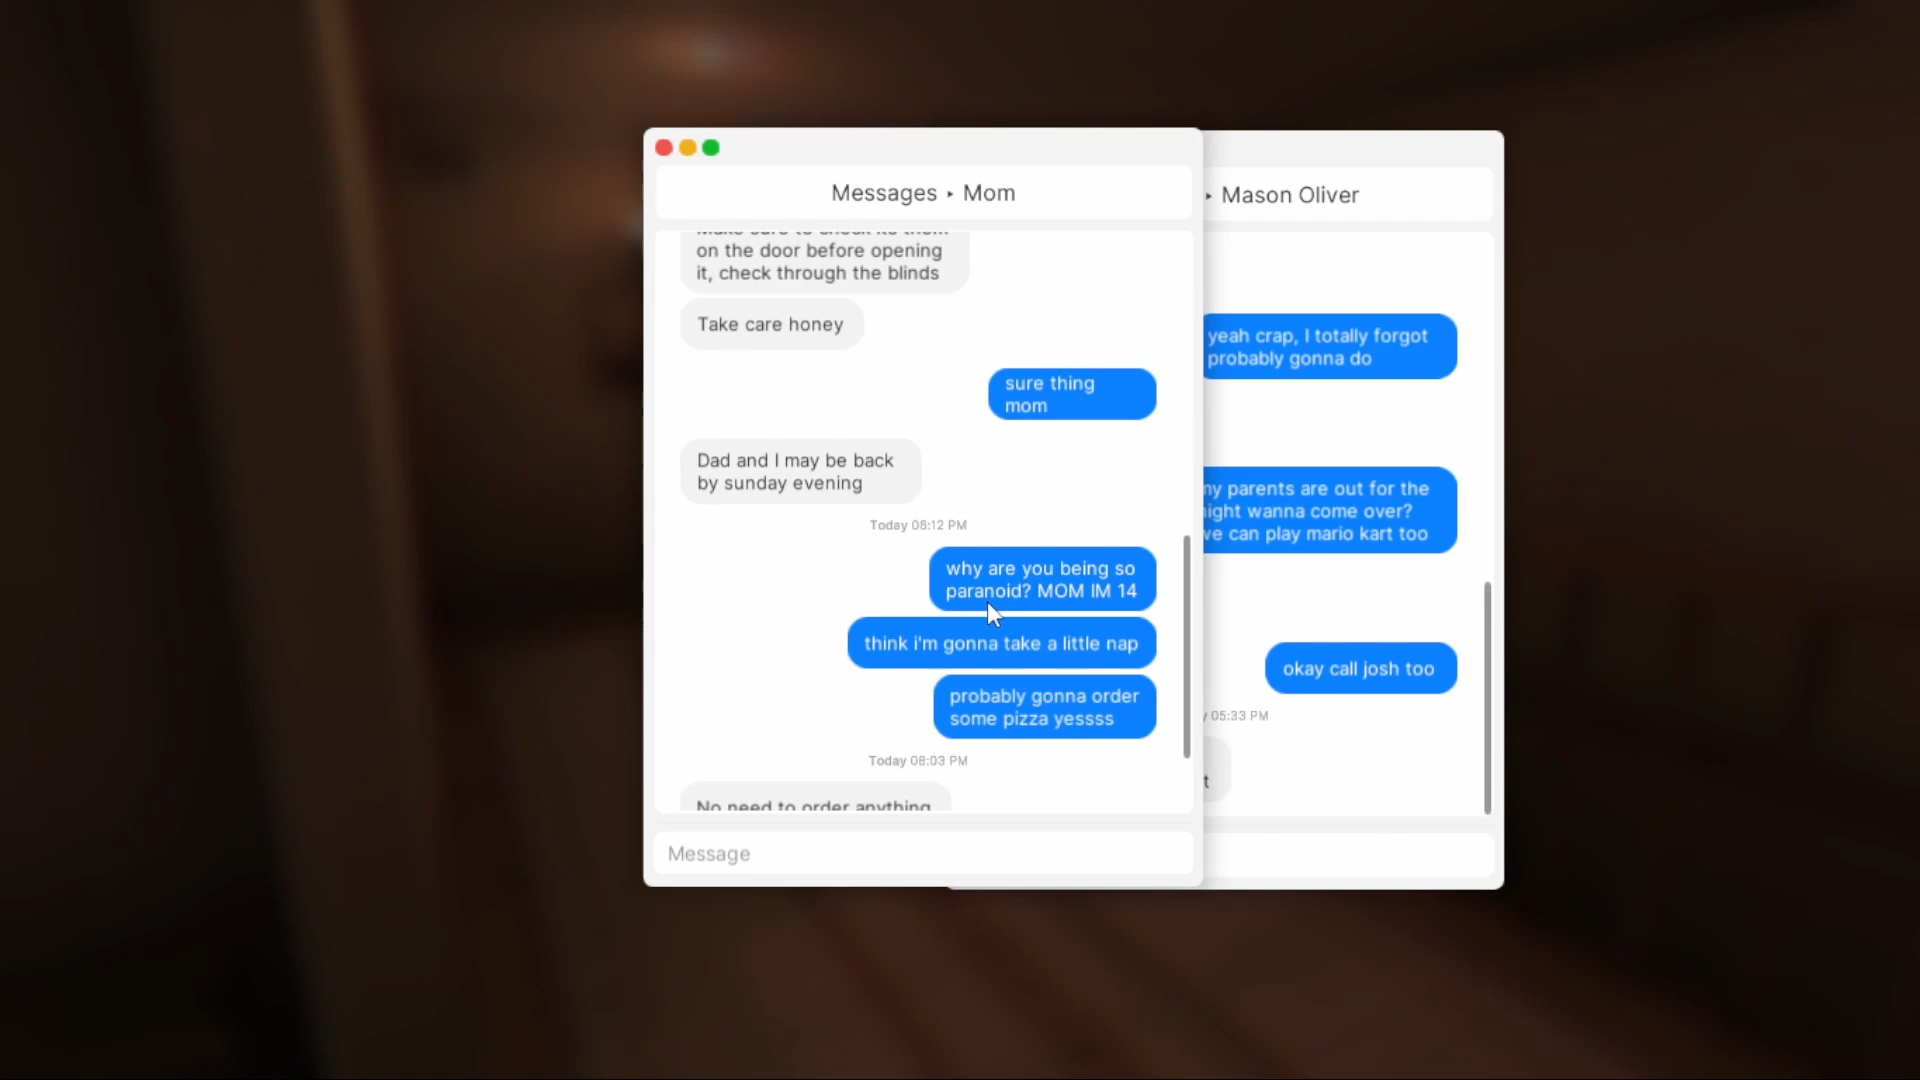 Messages ‣ Mom
on the door before opening
it, check through the blinds
Take care honey
sure thing
mom
Dad and I may be back
by sunday evening
Today 08:12 PM
why are you being so
paranoid? MOM IM 14
think i'm gonna take a little nap
probably gonna order
some pizza yessss
Today 08:03 PM
No need to order anything
Message
‣ Mason Oliver
yeah crap, I totally forgot
probably gonna do
my parents are out for the
night wanna come over?
we can play mario kart too
okay call josh too
05:33 PM